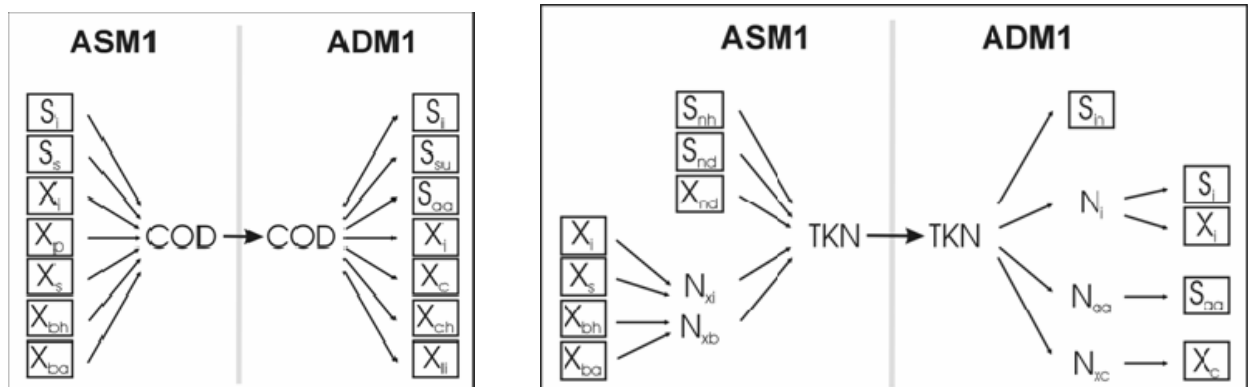 ASM1 ADM1
S_i S_i
S_s S_su
X_i S_aa
X_p COD COD X_i
X_s X_c
X_bh X_ch
X_ba X_li
ASM1 ADM1
S_nh S_in
S_nd
X_nd N_i S_i
X_i TKN TKN X_i
X_s N_xi
X_bh N_xb N_aa S_aa
X_ba N_xc X_c